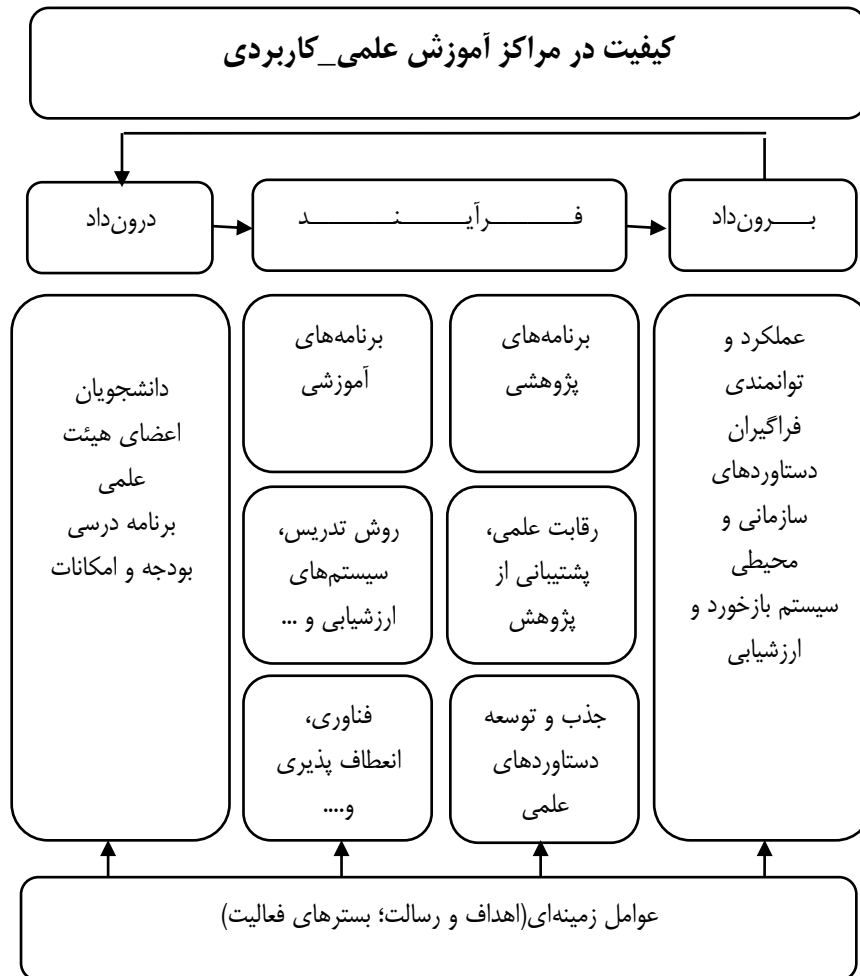 کیفیت در مراکز آموزش علمی_کاربردی
درون‌داد
فـــــرآیـــــنـــــد
بـــرون‌داد
دانشجویان
اعضای هیئت
علمی
برنامه درسی
بودجه و امکانات
برنامه‌های
آموزشی
برنامه‌های
پژوهشی
عملکرد و
توانمندی
فراگیران
دستاوردهای
سازمانی و
محیطی
سیستم بازخورد و
ارزشیابی
روش تدریس،
سیستم‌های
ارزشیابی و ...
رقابت علمی،
پشتیبانی از
پژوهش
فناوری،
انعطاف پذیری
و....
جذب و توسعه
دستاوردهای
علمی
عوامل زمینه‌ای(اهداف و رسالت؛ بسترهای فعالیت)